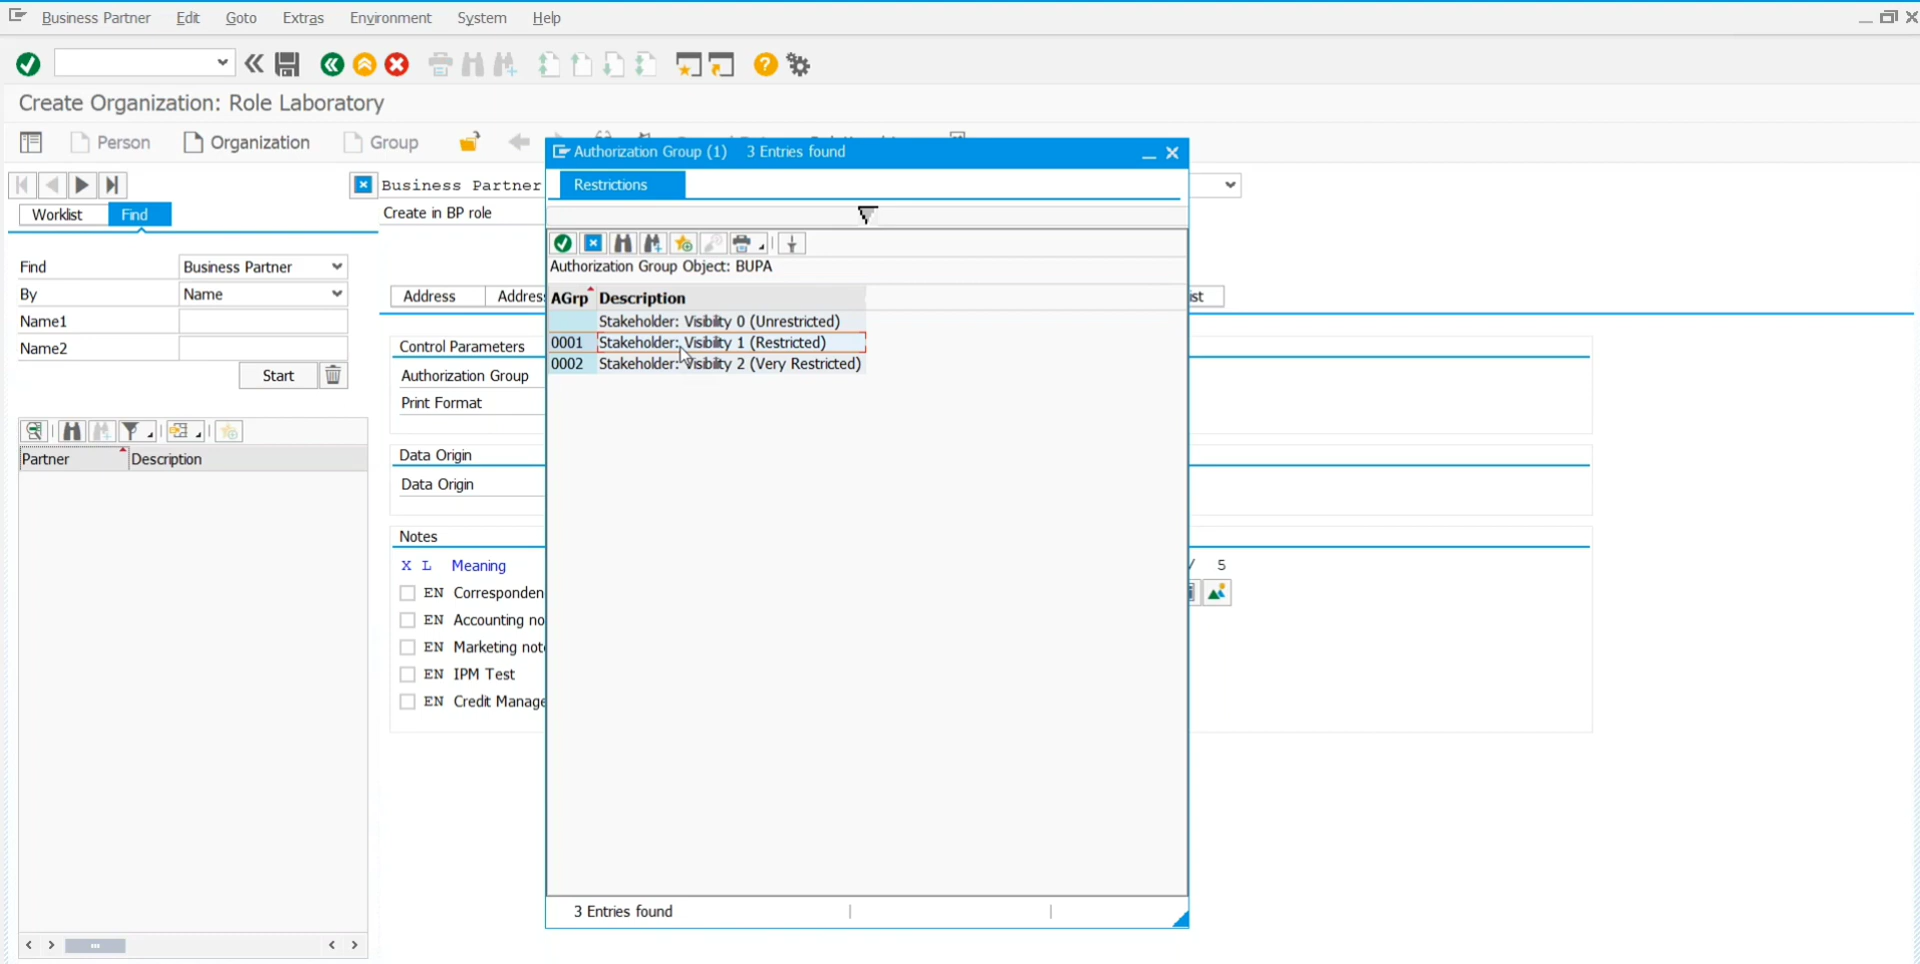 Business Partner Edit Goto Extras Environment System Help
Create Organization: Role Laboratory
Person Organization Group
Authorization Group (1) 3 Entries found
Restrictions
Business Partner
Worklist Find
Create in BP role
Find Business Partner
By Name
Name1
Name2
Start
Authorization Group Object: BUPA
Address
AGrp Description
Stakeholder: Visibility 0 (Unrestricted)
0001 Stakeholder: Visibility 1 (Restricted)
0002 Stakeholder: Visibility 2 (Very Restricted)
Control Parameters
Authorization Group
Print Format
Partner Description
Data Origin
Data Origin
Notes
X L Meaning
/ 5
EN Corresponden
EN Accounting no
EN Marketing not
EN IPM Test
EN Credit Manage
3 Entries found